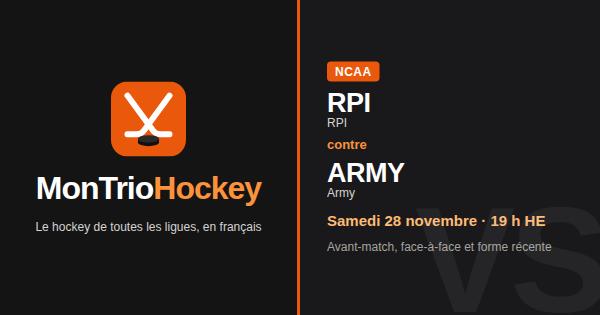 MonTrioHockey
Le hockey de toutes les ligues, en français
NCAA
RPI
RPI
contre
ARMY
Army
Samedi 28 novembre · 19 h HE
Avant-match, face-à-face et forme récente
VS